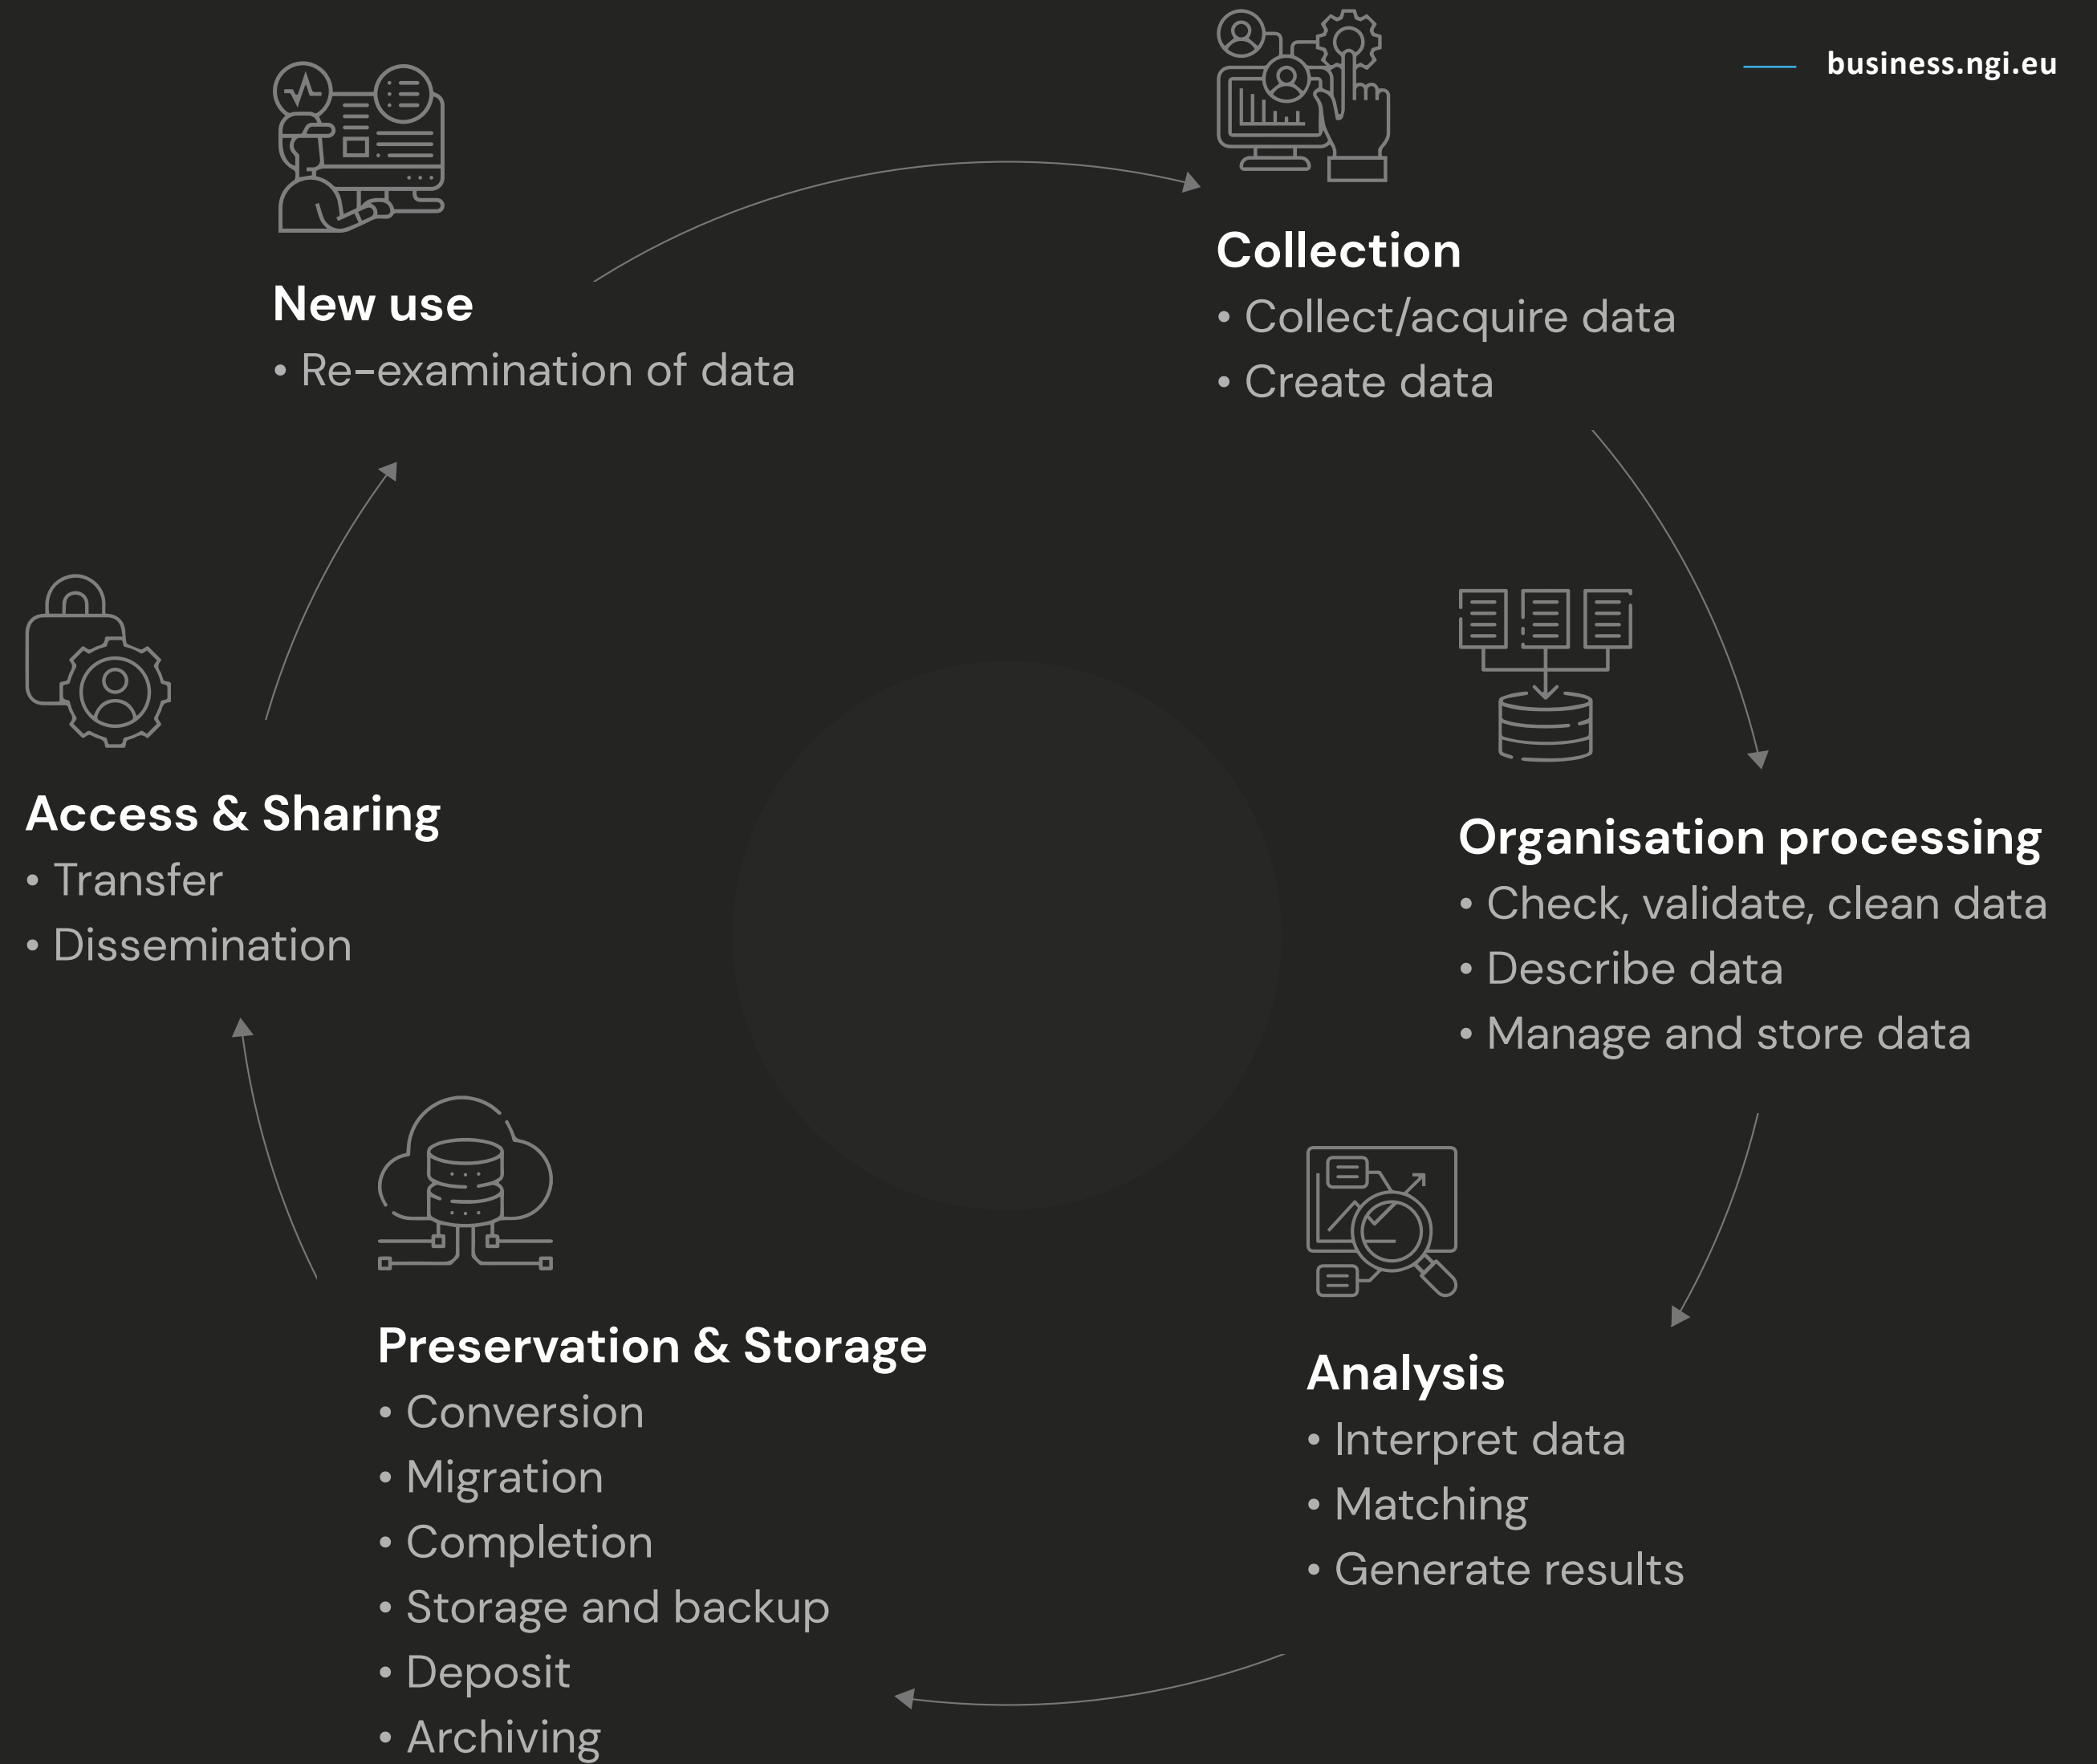 business.ngi.eu
New use
• Re-examination of data
Collection
• Collect/acquire data
• Create data
Organisation processing
• Check, validate, clean data
• Describe data
• Manage and store data
Analysis
• Interpret data
• Matching
• Generate results
Preservation & Storage
• Conversion
• Migration
• Completion
• Storage and backup
• Deposit
• Archiving
Access & Sharing
• Transfer
• Dissemination